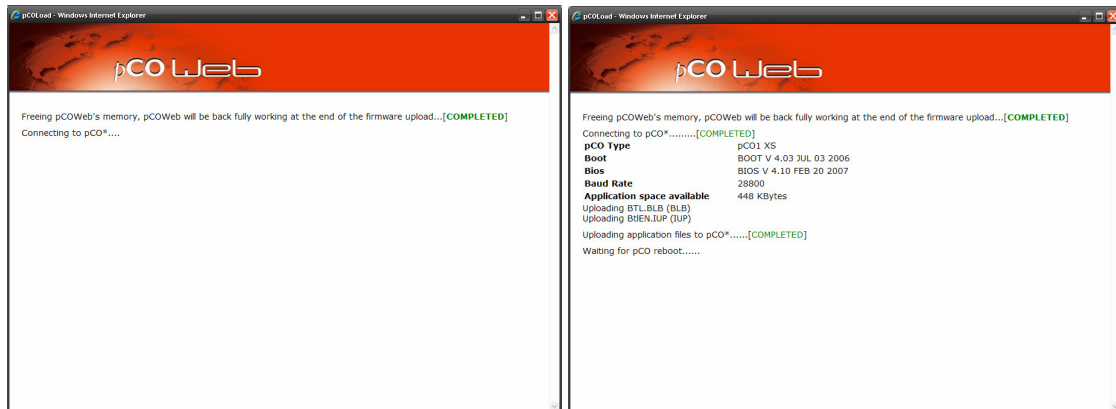 pCOLoad - Windows Internet Explorer
pCO Web
Freeing pCOWeb's memory, pCOWeb will be back fully working at the end of the firmware upload...[COMPLETED]
Connecting to pCO*....
pCOLoad - Windows Internet Explorer
pCO Web
Freeing pCOWeb's memory, pCOWeb will be back fully working at the end of the firmware upload...[COMPLETED]
Connecting to pCO*.........[COMPLETED]
pCO Type pCO1 XS
Boot BOOT V 4.03 JUL 03 2006
Bios BIOS V 4.10 FEB 20 2007
Baud Rate 28800
Application space available 448 KBytes
Uploading BTL.BLB (BLB)
Uploading BtlEN.IUP (IUP)
Uploading application files to pCO*......[COMPLETED]
Waiting for pCO reboot......